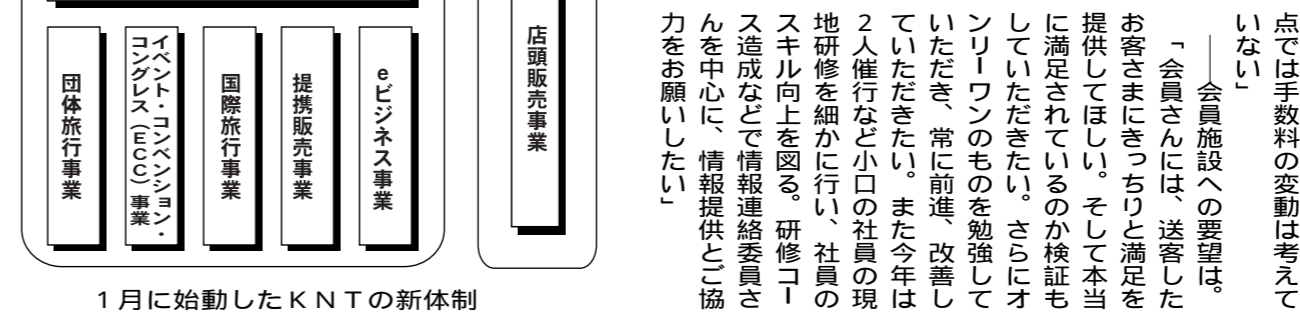 点では手数料の変動は考えて
いない」
――会員施設への要望は。
「会員さんには、送客した
お客さまにきっちりと満足を
提供してほしい。そして本当
に満足されているのか検証も
していただきたい。さらにオ
ンリーワンのものを勉強して
いただき、常に前進、改善し
ていただきたい。また今年は
2人催行など小口の社員の現
地研修を細かに行い、社員の
スキル向上を図る。研修コー
ス造成などで情報連絡委員さ
んを中心に、情報提供とご協
力をお願いしたい」
店頭販売事業
eビジネス事業
提携販売事業
国際旅行事業
イベント・コンベンション・
コングレス(ECC)事業
団体旅行事業
1月に始動したKNTの新体制